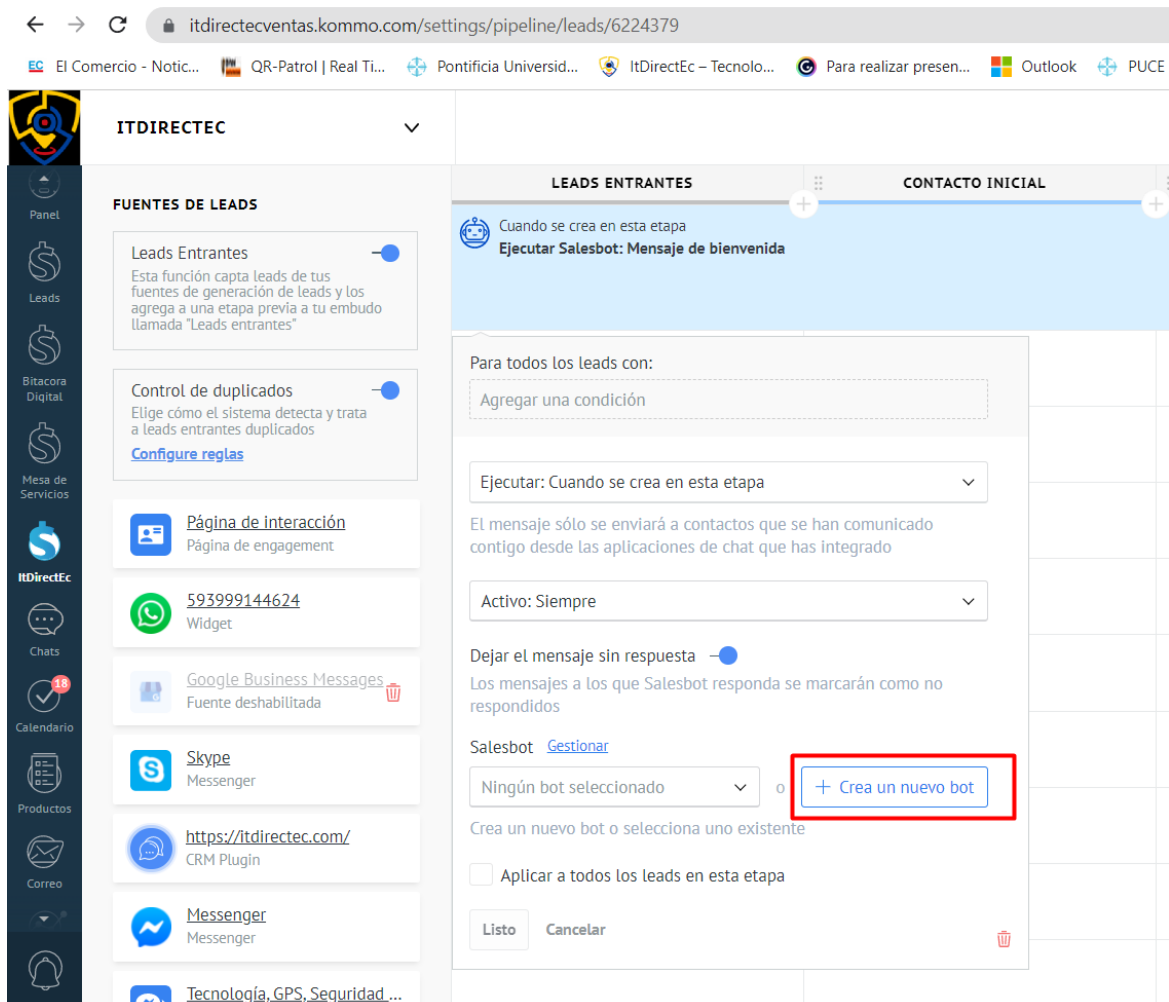 itdirectecventas.kommo.com/settings/pipeline/leads/6224379
EC El Comercio - Notic... QR-Patrol | Real Ti... Pontificia Universid... ItDirectEc – Tecnolo... Para realizar presen... Outlook PUCE
ITDIRECTEC
Panel
Leads
Bitacora
Digital
Mesa de
Servicios
ItDirectEc
Chats
18
Calendario
Productos
Correo
FUENTES DE LEADS
Leads Entrantes
Esta función capta leads de tus
fuentes de generación de leads y los
agrega a una etapa previa a tu embudo
llamada "Leads entrantes"
Control de duplicados
Elige cómo el sistema detecta y trata
a leads entrantes duplicados
Configure reglas
Página de interacción
Página de engagement
593999144624
Widget
Google Business Messages
Fuente deshabilitada
Skype
Messenger
https://itdirectec.com/
CRM Plugin
Messenger
Messenger
Tecnología, GPS, Seguridad ...
LEADS ENTRANTES
CONTACTO INICIAL
Cuando se crea en esta etapa
Ejecutar Salesbot: Mensaje de bienvenida
Para todos los leads con:
Agregar una condición
Ejecutar: Cuando se crea en esta etapa
El mensaje sólo se enviará a contactos que se han comunicado
contigo desde las aplicaciones de chat que has integrado
Activo: Siempre
Dejar el mensaje sin respuesta
Los mensajes a los que Salesbot responda se marcarán como no
respondidos
Salesbot Gestionar
Ningún bot seleccionado o + Crea un nuevo bot
Crea un nuevo bot o selecciona uno existente
Aplicar a todos los leads en esta etapa
Listo Cancelar